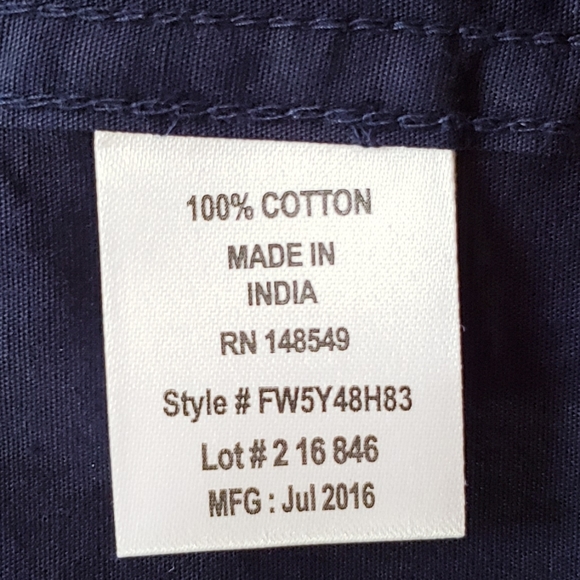 100% COTTON
MADE IN
INDIA
RN 148549
Style # FW5Y48H83
Lot # 2 16 846
MFG : Jul 2016